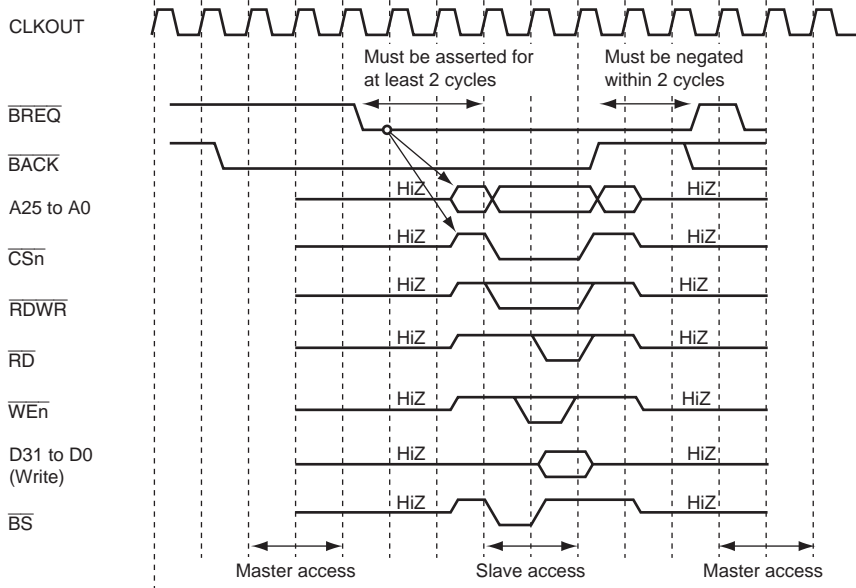 CLKOUT
Must be asserted for
at least 2 cycles
Must be negated
within 2 cycles
BREQ
BACK
A25 to A0
HiZ
HiZ
CSn
HiZ
HiZ
RDWR
HiZ
HiZ
RD
HiZ
HiZ
WEn
HiZ
HiZ
D31 to D0
(Write)
HiZ
HiZ
BS
HiZ
HiZ
Master access
Slave access
Master access